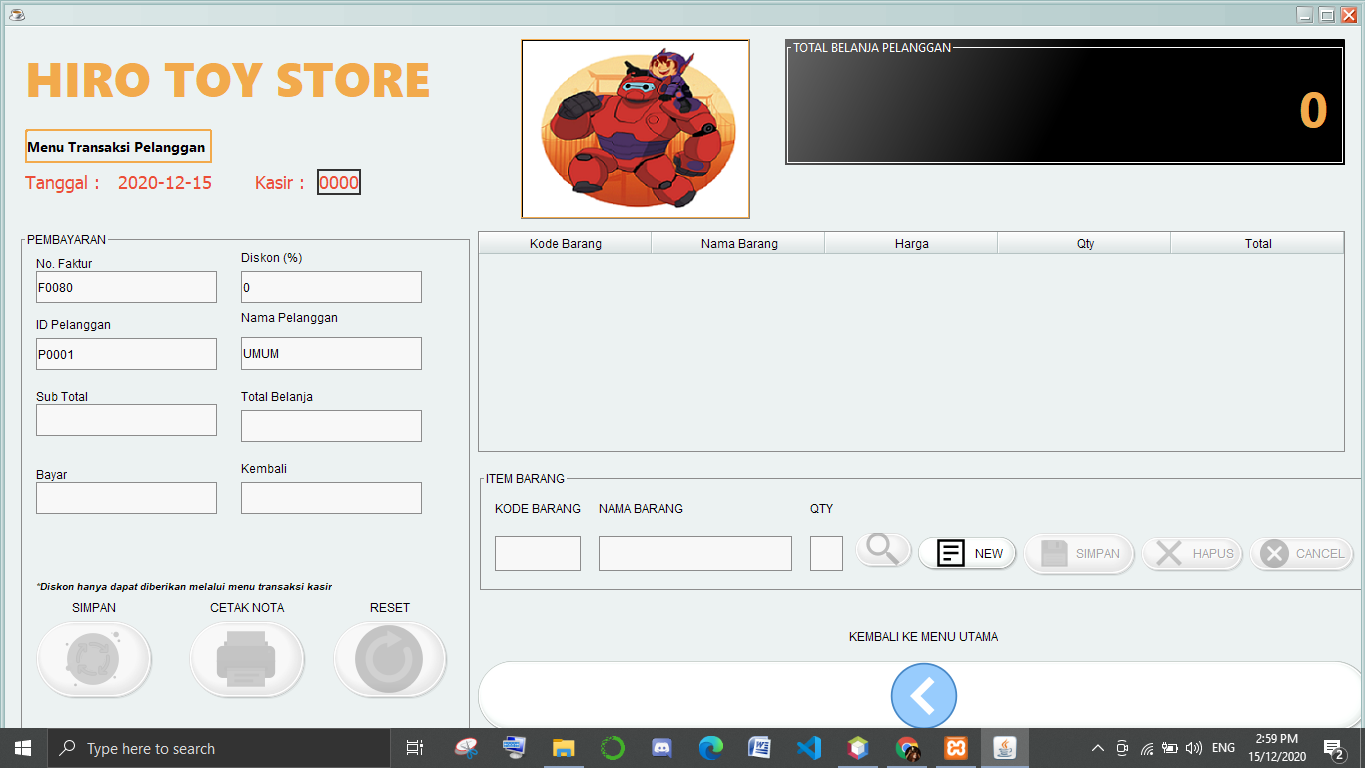 HIRO TOY STORE
Menu Transaksi Pelanggan
Tanggal : 2020-12-15 Kasir : 0000
TOTAL BELANJA PELANGGAN
0
PEMBAYARAN
No. Faktur Diskon (%)
F0080 0
ID Pelanggan Nama Pelanggan
P0001 UMUM
Sub Total Total Belanja
Bayar Kembali
*Diskon hanya dapat diberikan melalui menu transaksi kasir
SIMPAN CETAK NOTA RESET
Kode Barang Nama Barang Harga Qty Total
ITEM BARANG
KODE BARANG NAMA BARANG QTY
NEW SIMPAN HAPUS CANCEL
KEMBALI KE MENU UTAMA
Type here to search
ENG
2:59 PM
15/12/2020
2